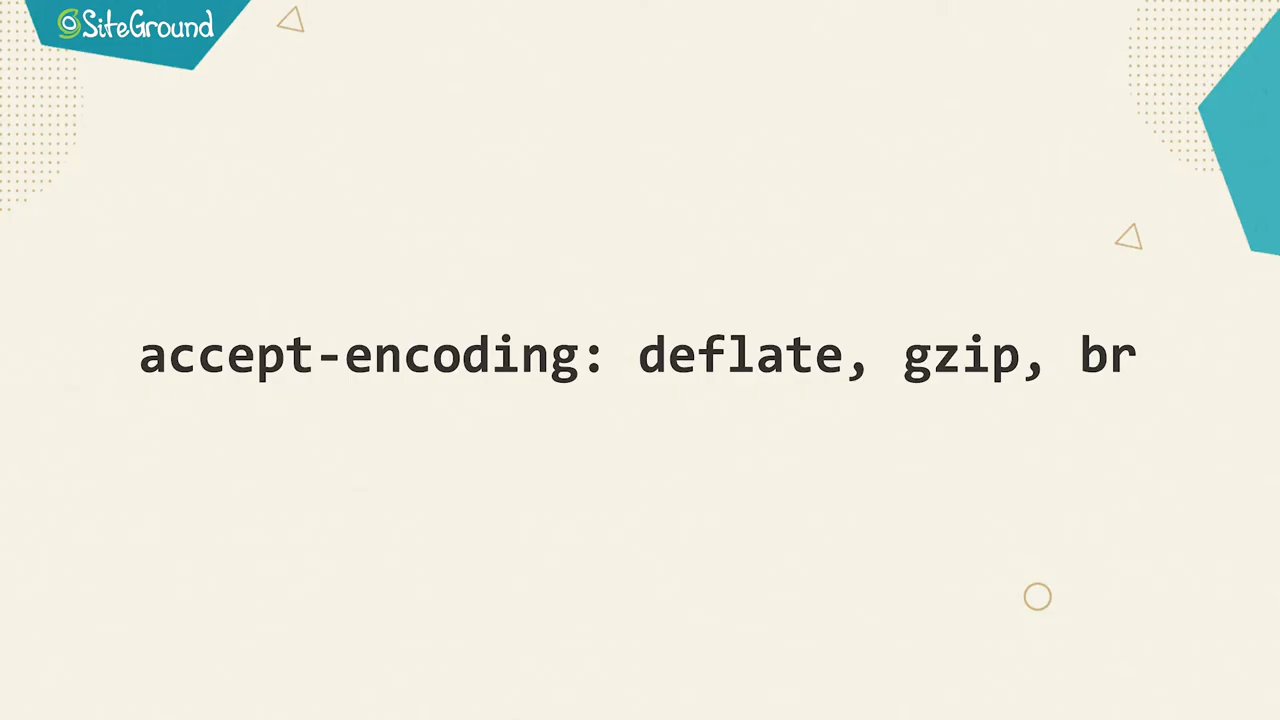 SiteGround
accept-encoding: deflate, gzip, br